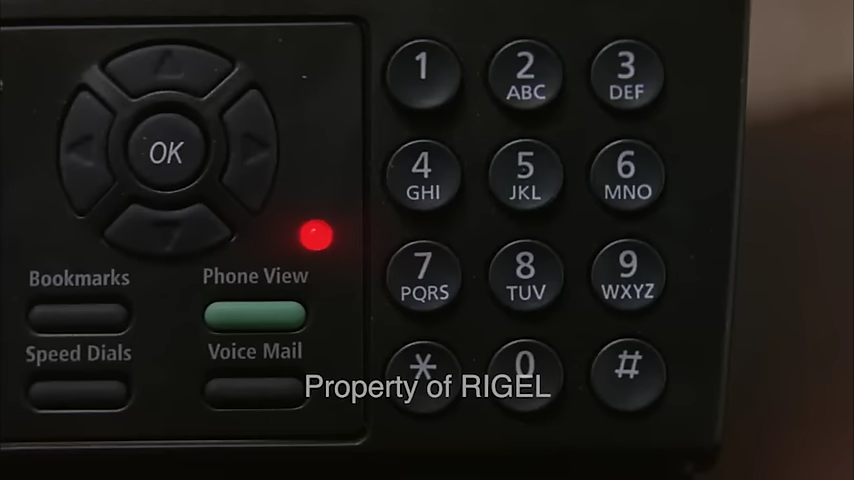 1
2
ABC
3
DEF
OK
4
GHI
5
JKL
6
MNO
Bookmarks
Phone View
7
PQRS
8
TUV
9
WXYZ
Speed Dials
Voice Mail
*
0
#
Property of RIGEL